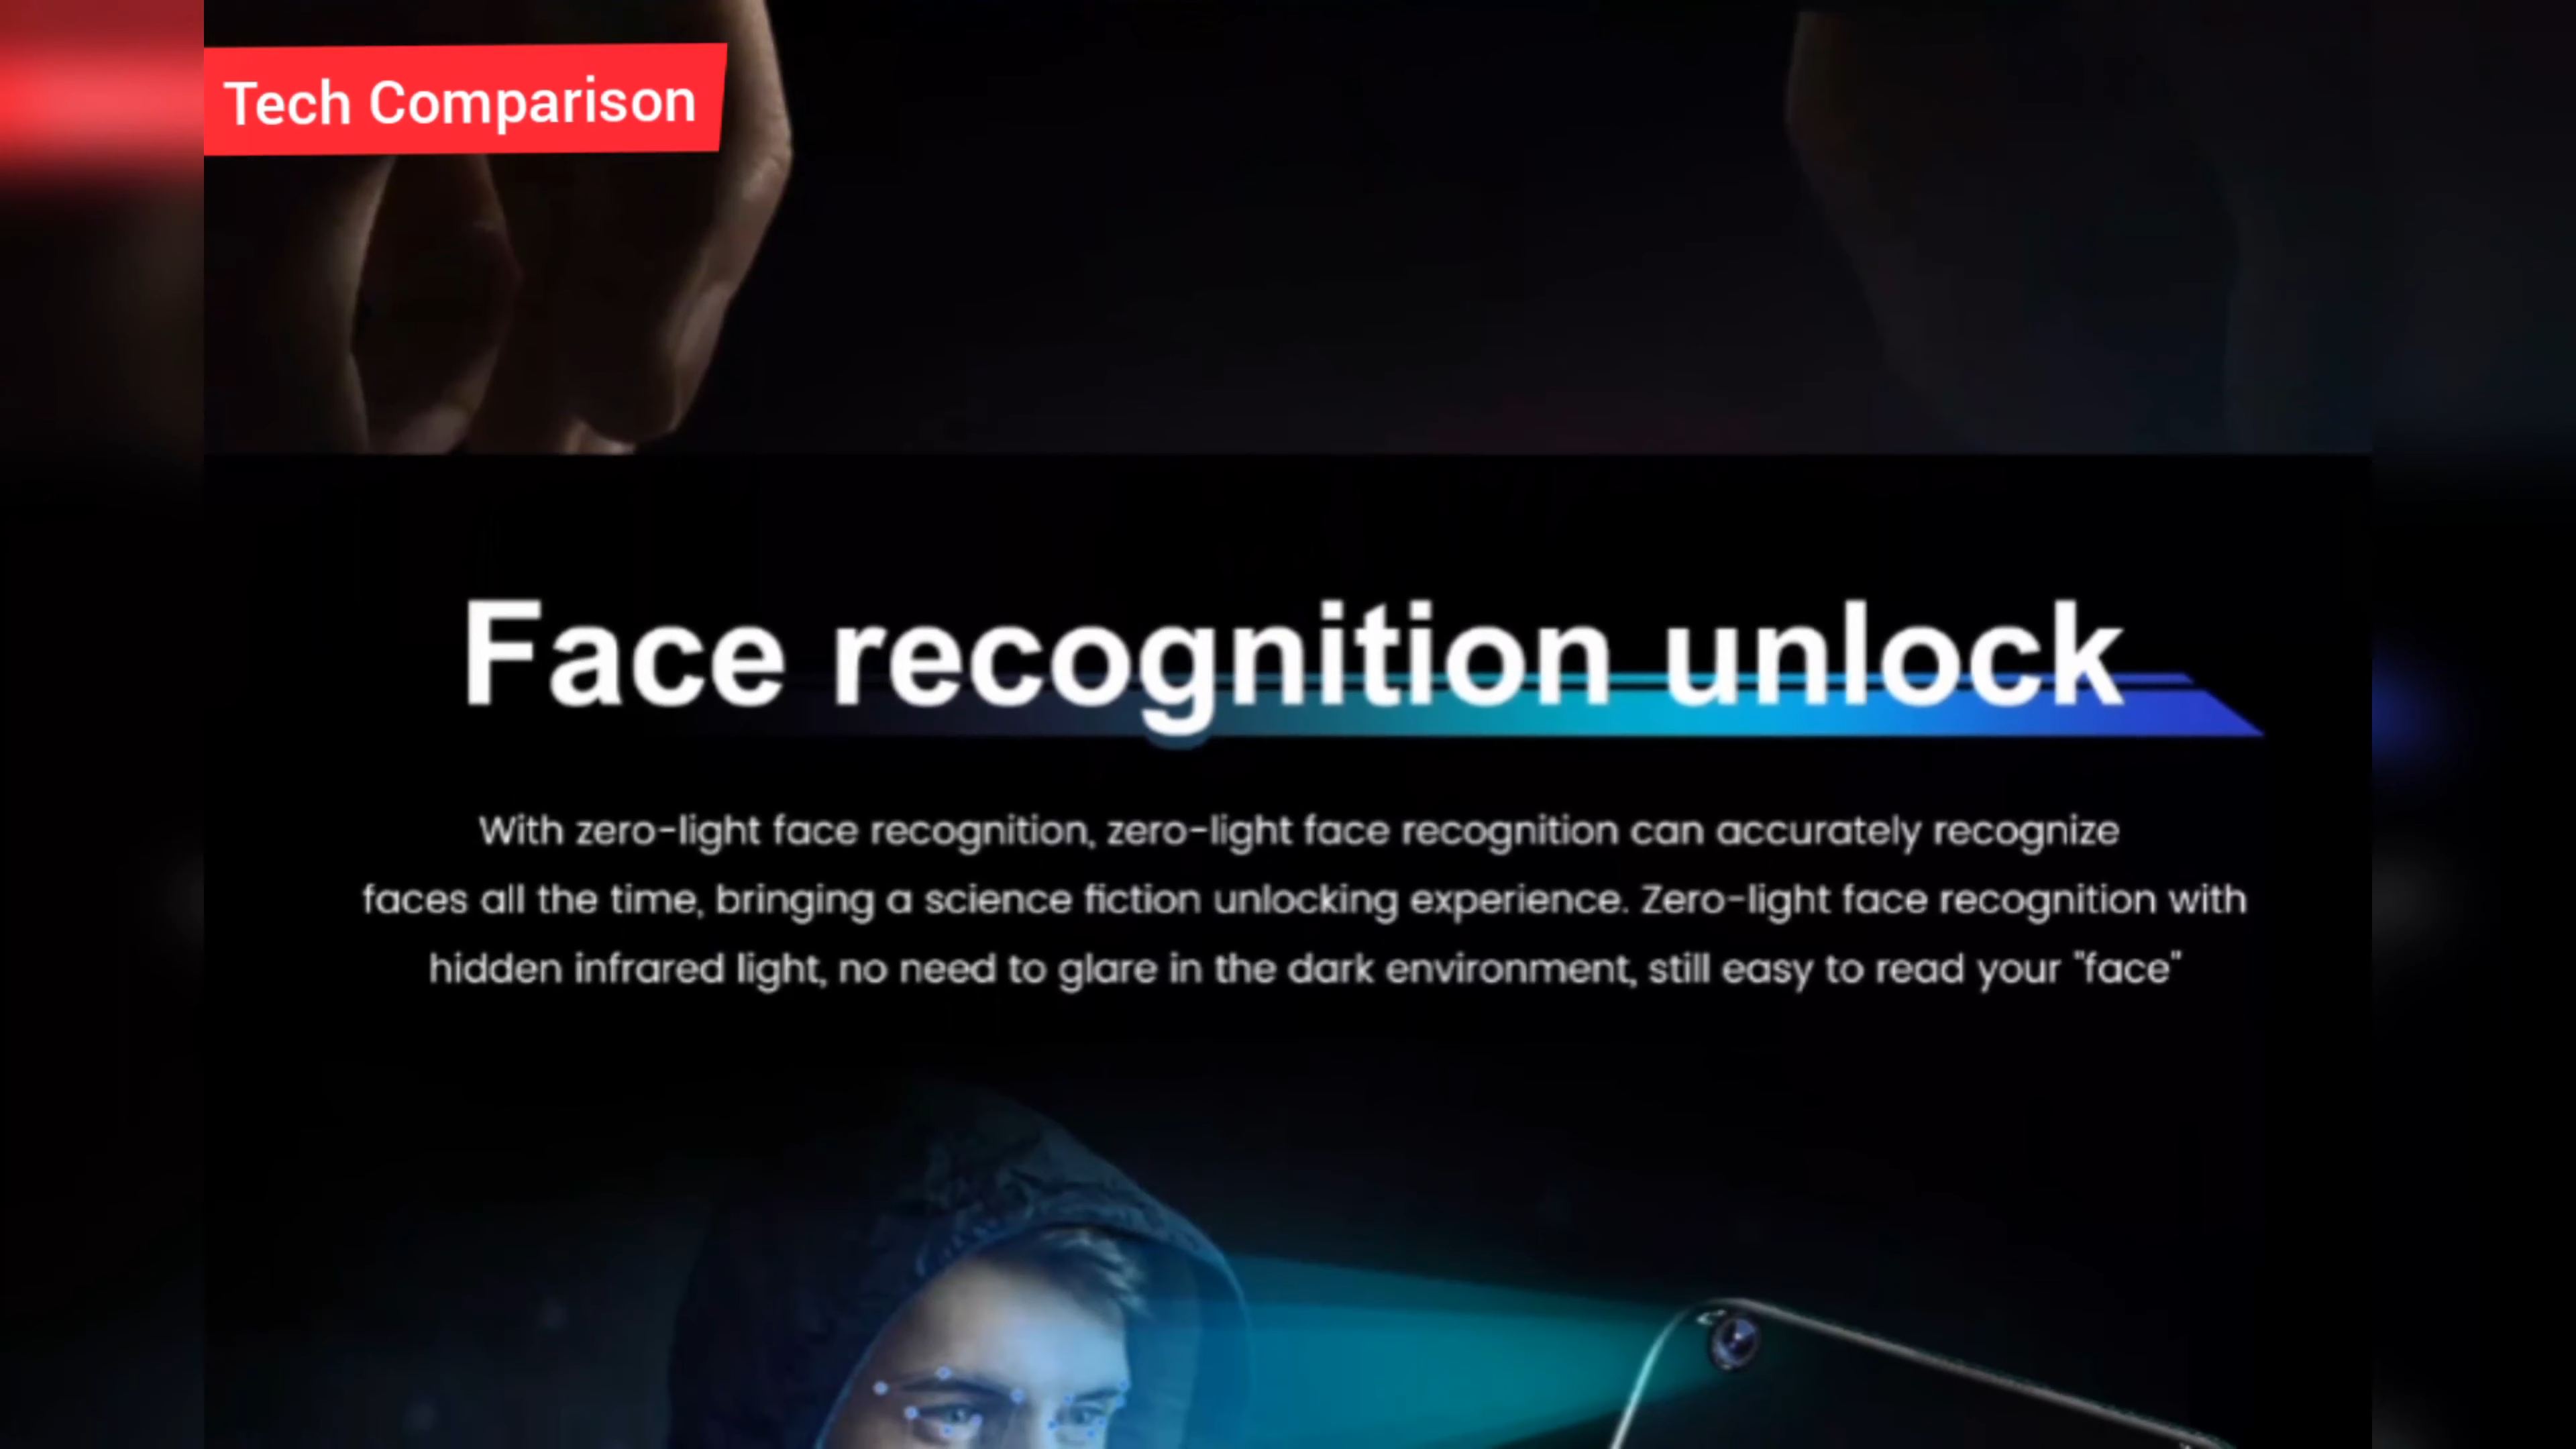 Tech Comparison
Face recognition unlock
With zero-light face recognition, zero-light face recognition can accurately recognize
faces all the time, bringing a science fiction unlocking experience. Zero-light face recognition with
hidden infrared light, no need to glare in the dark environment, still easy to read your "face"